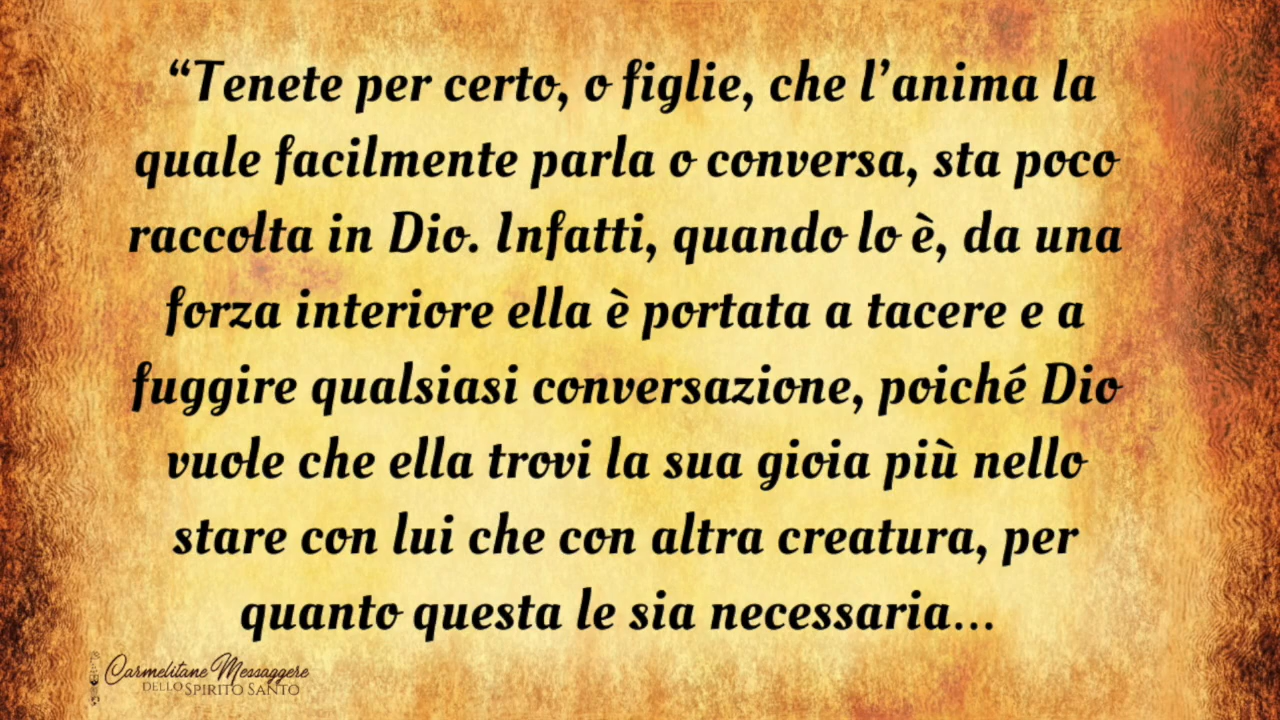 “Tenete per certo, o figlie, che l’anima la
quale facilmente parla o conversa, sta poco
raccolta in Dio. Infatti, quando lo è, da una
forza interiore ella è portata a tacere e a
fuggire qualsiasi conversazione, poiché Dio
vuole che ella trovi la sua gioia più nello
stare con lui che con altra creatura, per
quanto questa le sia necessaria...
Carmelitane Messaggere
DELLO SPIRITO SANTO